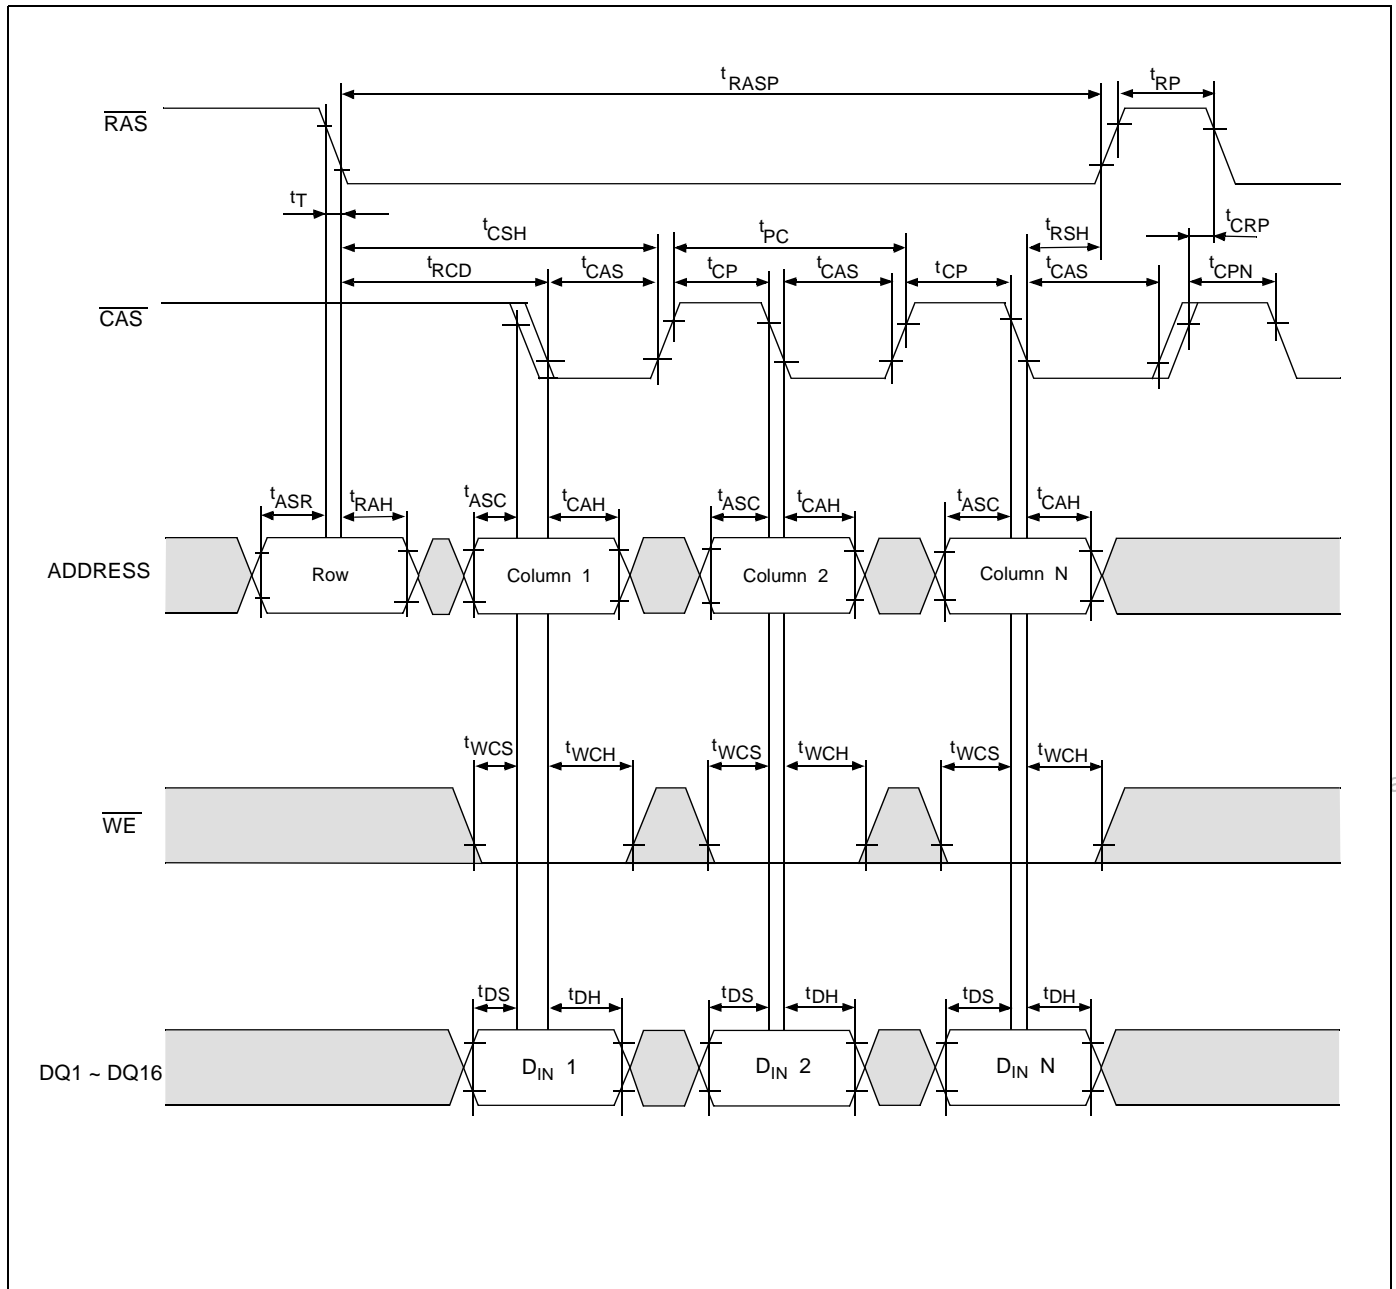 tRASP tRP
RAS
tT
tCSH tPC tRSH tCRP
tRCD tCAS tCP tCAS tCP tCAS tCPN
CAS
tASR tRAH tASC tCAH tASC tCAH tASC tCAH
ADDRESS Row Column 1 Column 2 Column N
tWCS tWCH tWCS tWCH tWCS tWCH
WE
tDS tDH tDS tDH tDS tDH
DQ1 ~ DQ16 DIN 1 DIN 2 DIN N